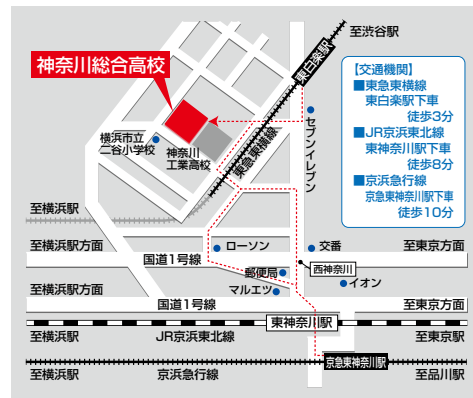 至渋谷駅
東白楽駅
神奈川総合高校
【交通機関】
■東急東横線
東白楽駅下車
徒歩3分
■JR京浜東北線
東神奈川駅下車
徒歩8分
■京浜急行線
京急東神奈川駅下車
徒歩10分
セブンイレブン
横浜市立
二谷小学校
神奈川
工業高校
東急東横線
至横浜駅
至横浜駅方面
ローソン
交番
至東京方面
国道1号線
西神奈川
郵便局
イオン
至横浜駅方面
マルエツ
国道1号線
至東京方面
東神奈川駅
至横浜駅
JR京浜東北線
至東京駅
京急東神奈川駅
至横浜駅
京浜急行線
至品川駅